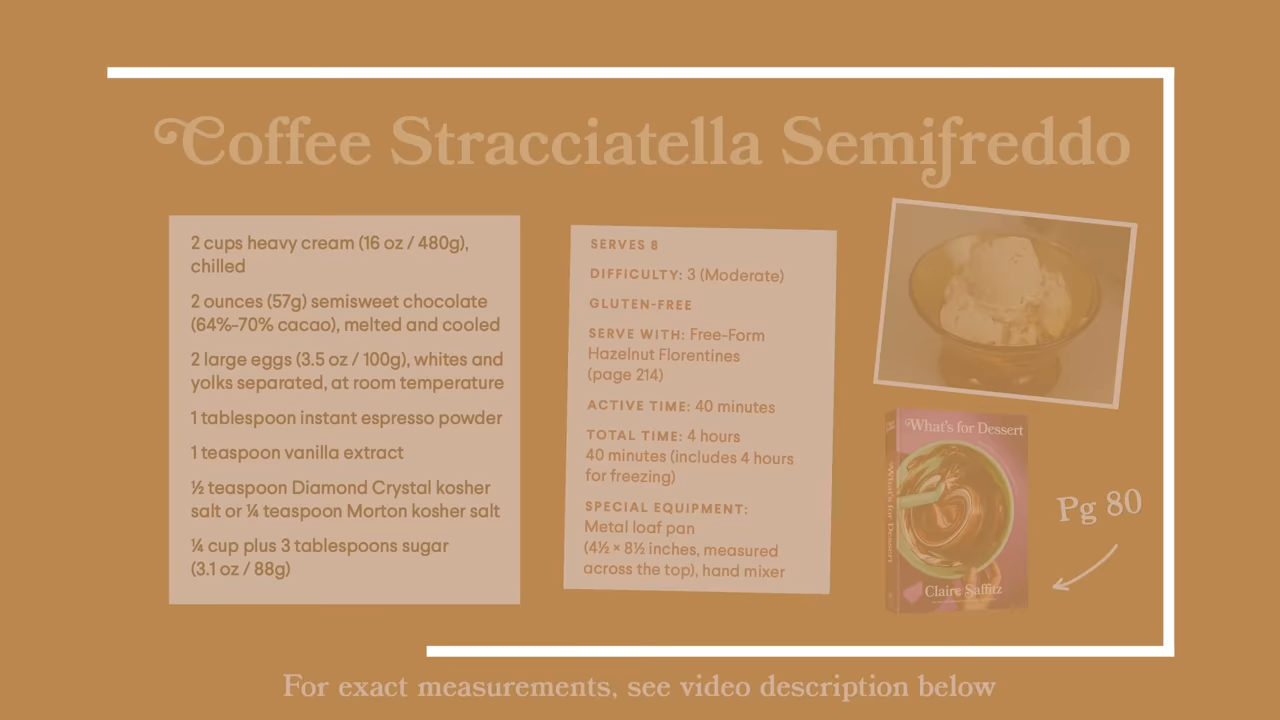 Coffee Stracciatella Semifreddo
2 cups heavy cream (16 oz / 480g),
chilled
2 ounces (57g) semisweet chocolate
(64%-70% cacao), melted and cooled
2 large eggs (3.5 oz / 100g), whites and
yolks separated, at room temperature
1 tablespoon instant espresso powder
1 teaspoon vanilla extract
½ teaspoon Diamond Crystal kosher
salt or ¼ teaspoon Morton kosher salt
¼ cup plus 3 tablespoons sugar
(3.1 oz / 88g)
SERVES 8
DIFFICULTY: 3 (Moderate)
GLUTEN-FREE
SERVE WITH: Free-Form
Hazelnut Florentines
(page 214)
ACTIVE TIME: 40 minutes
TOTAL TIME: 4 hours
40 minutes (includes 4 hours
for freezing)
SPECIAL EQUIPMENT:
Metal loaf pan
(4½ × 8½ inches, measured
across the top), hand mixer
What's for Dessert
What's for Dessert
Claire Saffitz
Pg 80
For exact measurements, see video description below